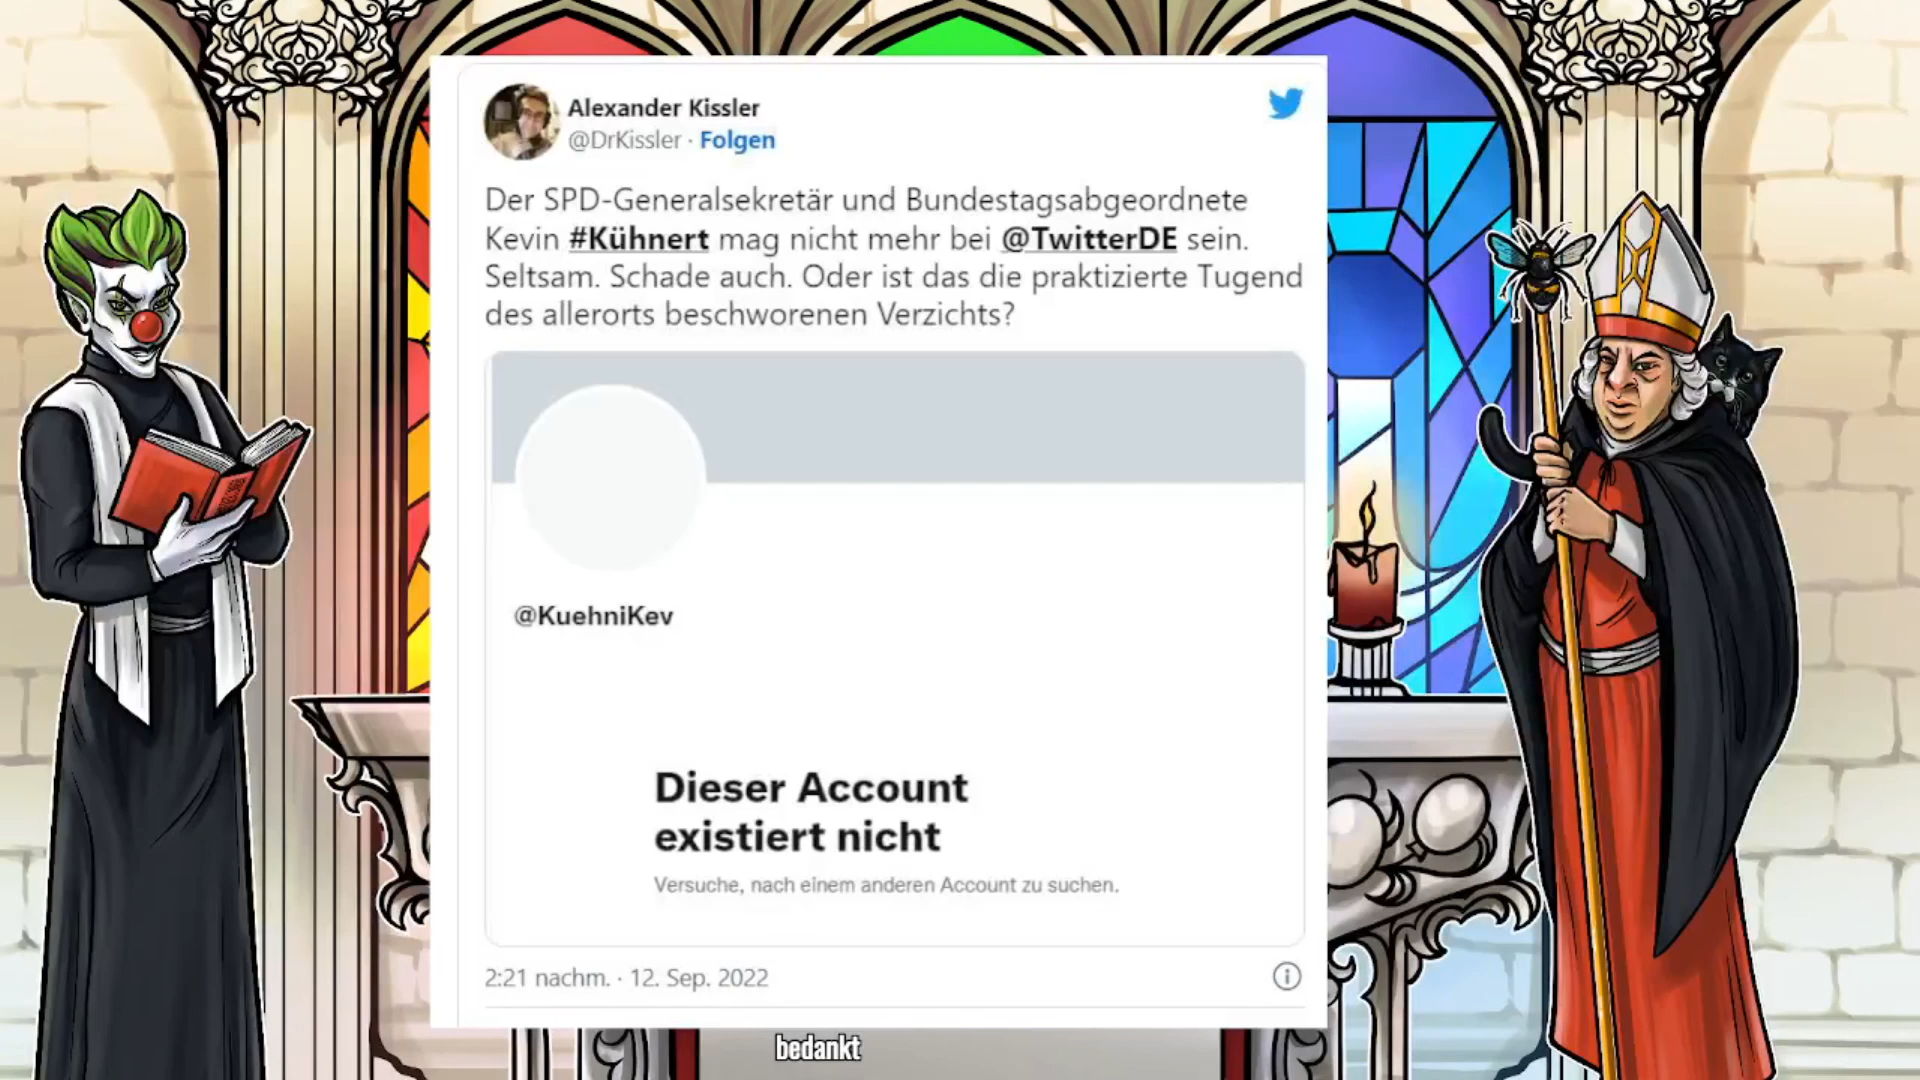 Alexander Kissler
@DrKissler · Folgen
Der SPD-Generalsekretär und Bundestagsabgeordnete
Kevin #Kühnert mag nicht mehr bei @TwitterDE sein.
Seltsam. Schade auch. Oder ist das die praktizierte Tugend
des allerorts beschworenen Verzichts?
@KuehniKev
Dieser Account
existiert nicht
Versuche, nach einem anderen Account zu suchen.
2:21 nachm. · 12. Sep. 2022
bedankt